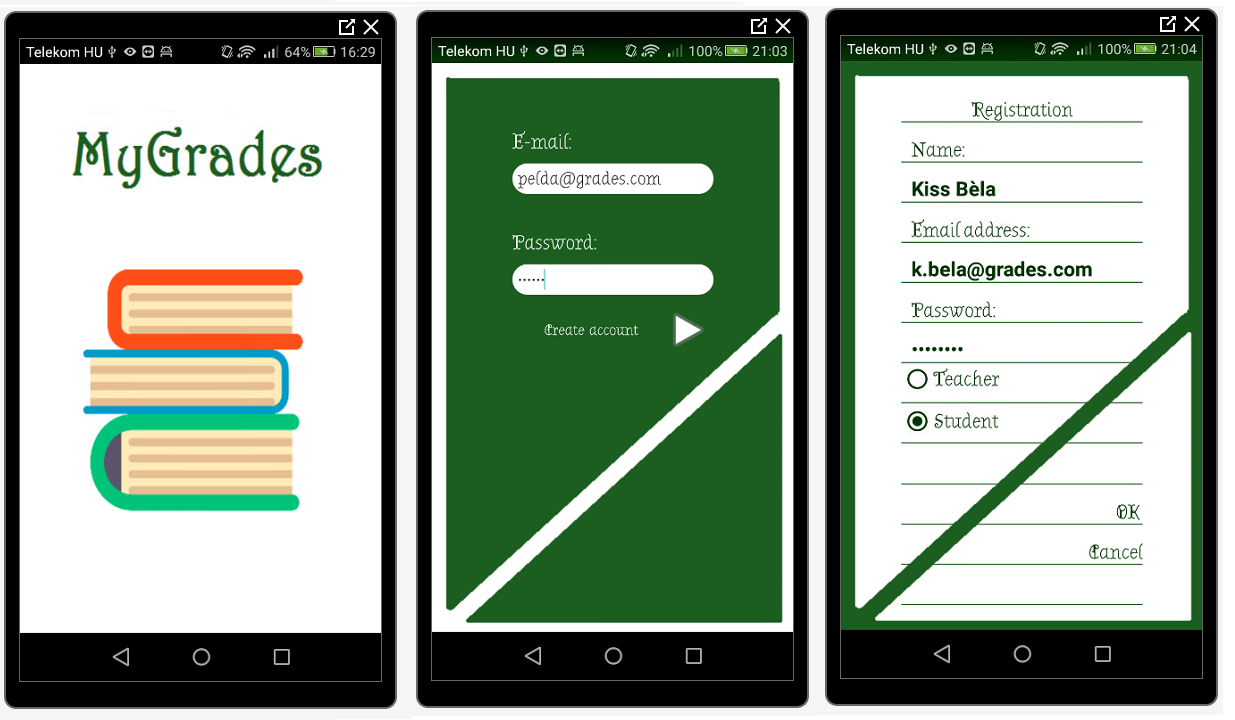 Telekom HU 64% 16:29
MyGrades
Telekom HU 100% 21:03
E-mail:
pelda@grades.com
Password:
••••••
Create account
Telekom HU 100% 21:04
Registration
Name:
Kiss Bèla
Email address:
k.bela@grades.com
Password:
••••••••
Teacher
Student
OK
Cancel